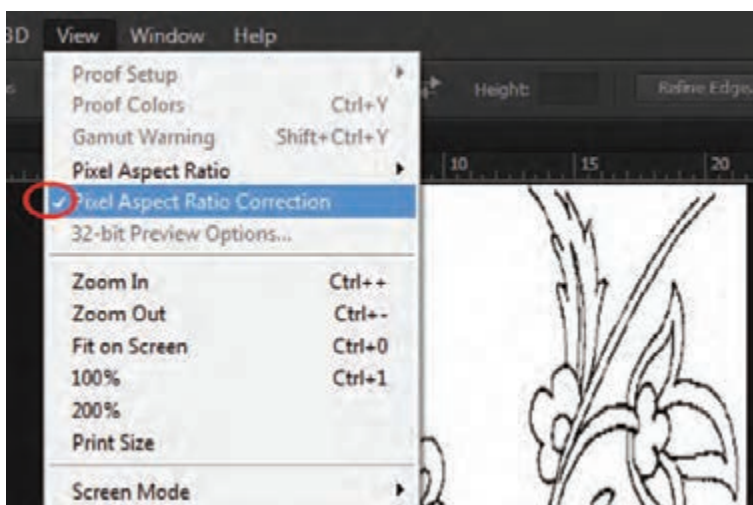 3D View Window Help
Height: Refine Edge
Proof Setup
Proof Colors Ctrl+Y
Gamut Warning Shift+Ctrl+Y
Pixel Aspect Ratio
Pixel Aspect Ratio Correction
32-bit Preview Options...
10 15 20
Zoom In Ctrl++
Zoom Out Ctrl+-
Fit on Screen Ctrl+0
100% Ctrl+1
200%
Print Size
Screen Mode